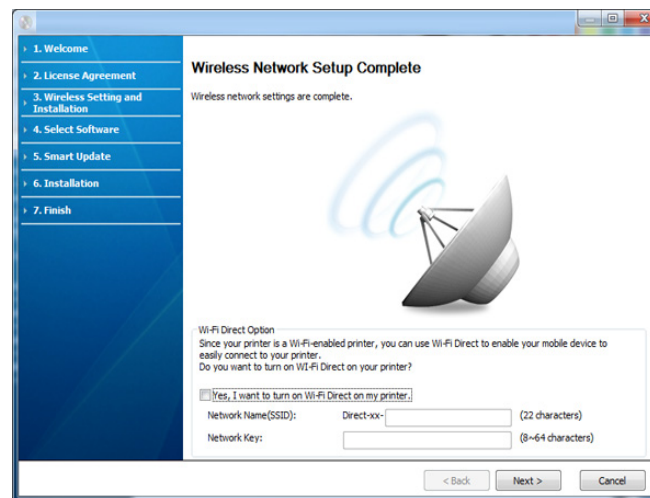 1. Welcome
2. License Agreement
3. Wireless Setting and
Installation
4. Select Software
5. Smart Update
6. Installation
7. Finish
Wireless Network Setup Complete
Wireless network settings are complete.
Wi-Fi Direct Option
Since your printer is a Wi-Fi-enabled printer, you can use Wi-Fi Direct to enable your mobile device to
easily connect to your printer.
Do you want to turn on WI-Fi Direct on your printer?
Yes, I want to turn on Wi-Fi Direct on my printer.
Network Name(SSID): Direct-xx- (22 characters)
Network Key: (8~64 characters)
< Back Next > Cancel